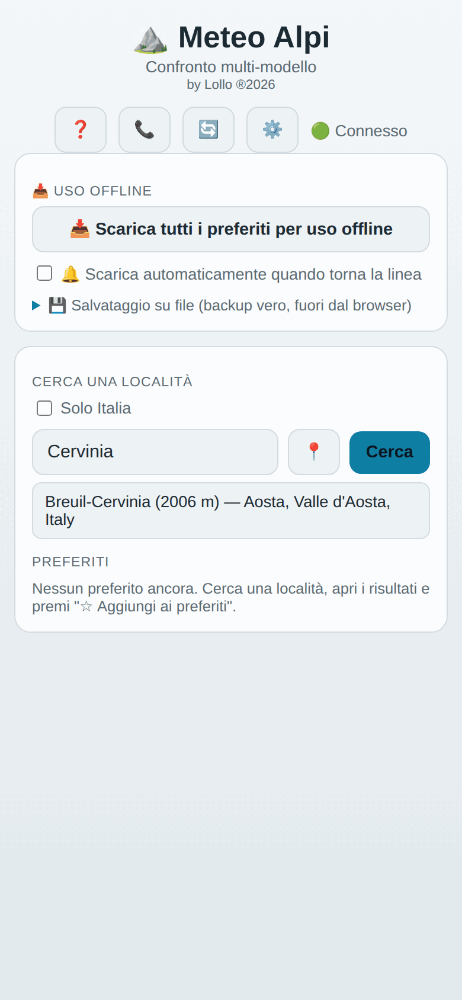 Meteo Alpi
Confronto multi-modello
by Lollo ®2026
❓ 📞 🔄 ⚙️ 🟢 Connesso
📥 USO OFFLINE
📥 Scarica tutti i preferiti per uso offline
🔔 Scarica automaticamente quando torna la linea
▶ 💾 Salvataggio su file (backup vero, fuori dal browser)
CERCA UNA LOCALITÀ
Solo Italia
Cervinia 📍 Cerca
Breuil-Cervinia (2006 m) — Aosta, Valle d'Aosta,
Italy
PREFERITI
Nessun preferito ancora. Cerca una località, apri i risultati e
premi "☆ Aggiungi ai preferiti".